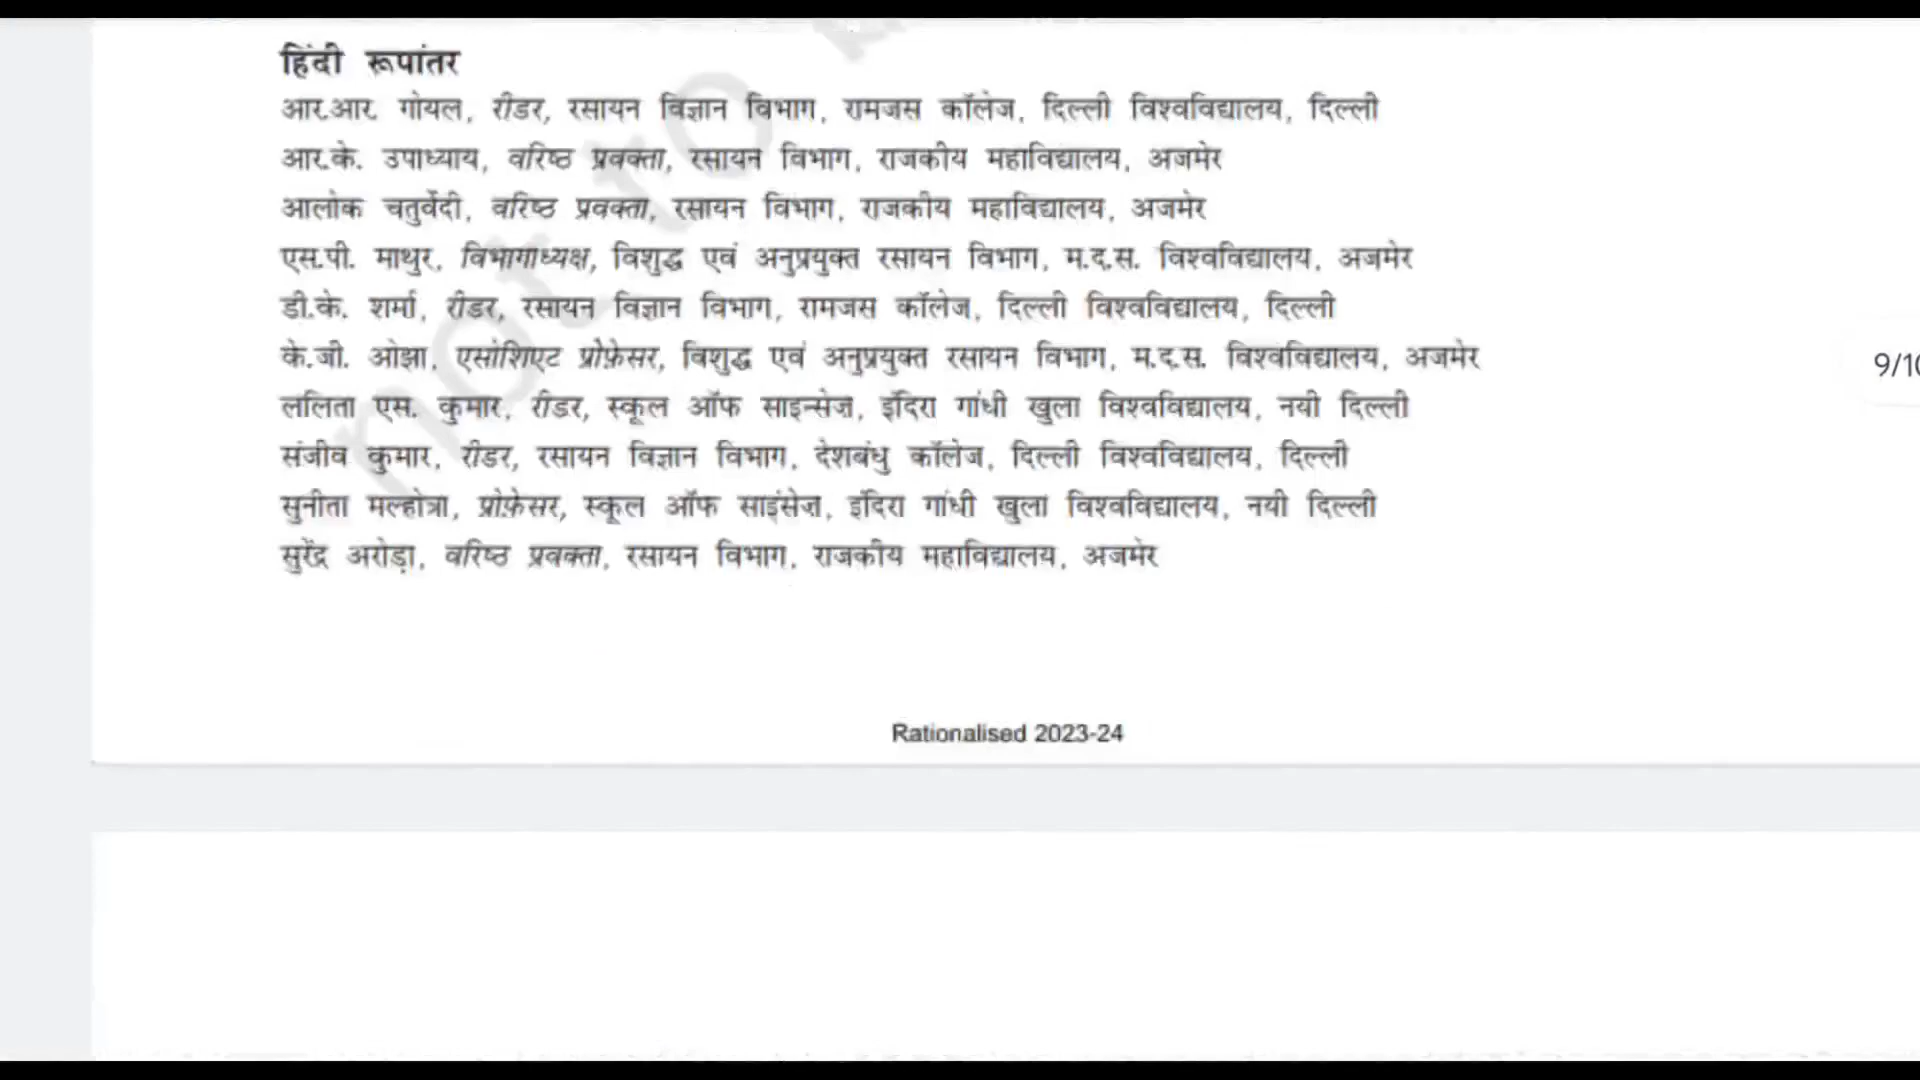 हिंदी रूपांतर
आर.आर. गोयल, रीडर, रसायन विज्ञान विभाग, रामजस कॉलेज, दिल्ली विश्वविद्यालय, दिल्ली
आर.के. उपाध्याय, वरिष्ठ प्रवक्ता, रसायन विभाग, राजकीय महाविद्यालय, अजमेर
आलोक चतुर्वेदी, वरिष्ठ प्रवक्ता, रसायन विभाग, राजकीय महाविद्यालय, अजमेर
एस.पी. माथुर, विभागाध्यक्ष, विशुद्ध एवं अनुप्रयुक्त रसायन विभाग, म.द.स. विश्वविद्यालय, अजमेर
डी.के. शर्मा, रीडर, रसायन विज्ञान विभाग, रामजस कॉलेज, दिल्ली विश्वविद्यालय, दिल्ली
के.जी. ओझा, एसोशिएट प्रोफ़ेसर, विशुद्ध एवं अनुप्रयुक्त रसायन विभाग, म.द.स. विश्वविद्यालय, अजमेर
9/10
ललिता एस. कुमार, रीडर, स्कूल ऑफ साइन्सेज़, इंदिरा गांधी खुला विश्वविद्यालय, नयी दिल्ली
संजीव कुमार, रीडर, रसायन विज्ञान विभाग, देशबंधु कॉलेज, दिल्ली विश्वविद्यालय, दिल्ली
सुनीता मल्होत्रा, प्रोफ़ेसर, स्कूल ऑफ साइंसेज़, इंदिरा गांधी खुला विश्वविद्यालय, नयी दिल्ली
सुरेंद्र अरोड़ा, वरिष्ठ प्रवक्ता, रसायन विभाग, राजकीय महाविद्यालय, अजमेर
not to
Rationalised 2023-24